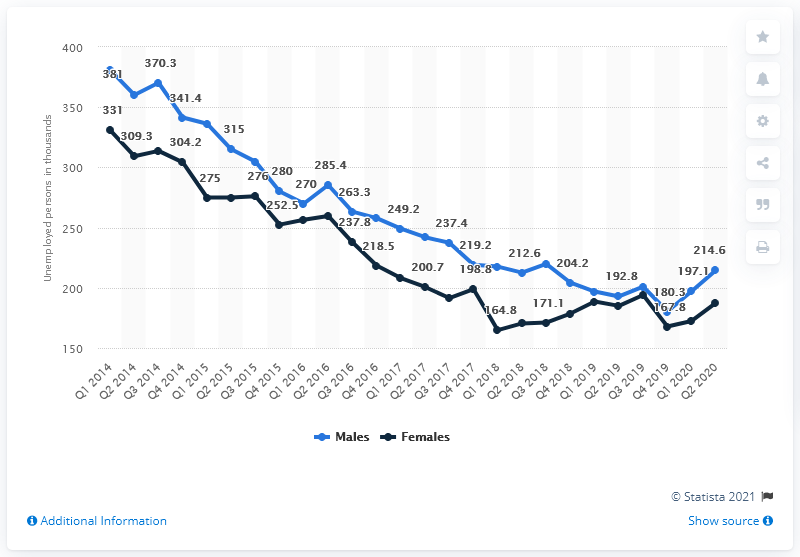 400
350
300
250
200
150
Unemployed persons in thousands
381
370.3
341.4
331
309.3
304.2
315
275
276
280
270
285.4
252.5
263.3
237.8
249.2
218.5
237.4
200.7
219.2
198.8
212.6
164.8
204.2
171.1
192.8
180.3
167.8
197.1
214.6
Q1 2014
Q2 2014
Q3 2014
Q4 2014
Q1 2015
Q2 2015
Q3 2015
Q4 2015
Q1 2016
Q2 2016
Q3 2016
Q4 2016
Q1 2017
Q2 2017
Q3 2017
Q4 2017
Q1 2018
Q2 2018
Q3 2018
Q4 2018
Q1 2019
Q2 2019
Q3 2019
Q4 2019
Q1 2020
Q2 2020
Males Females
© Statista 2021
Additional Information
Show source